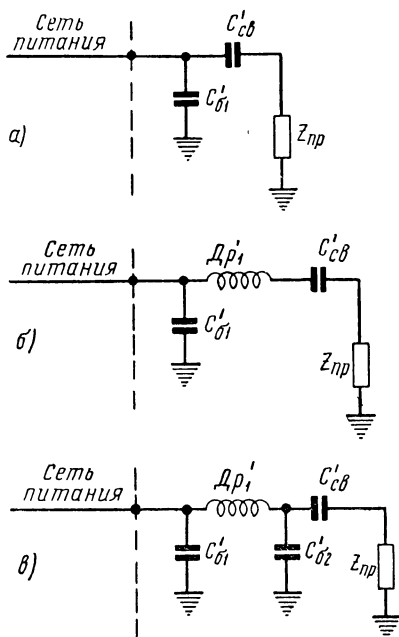 Сеть
питания
C'св
C'б1
Zпр
а)
Сеть
питания
Др'1
C'св
C'б1
Zпр
б)
Сеть
питания
Др'1
C'св
C'б1
C'б2
Zпр
в)